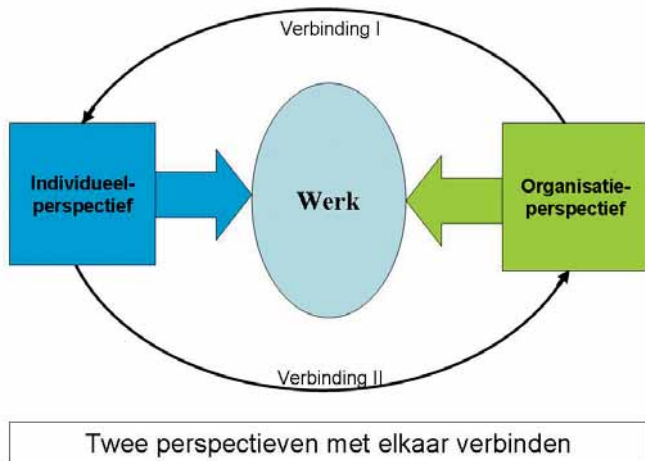 Verbinding I
Individueel-
perspectief
Werk
Organisatie-
perspectief
Verbinding II
Twee perspectieven met elkaar verbinden